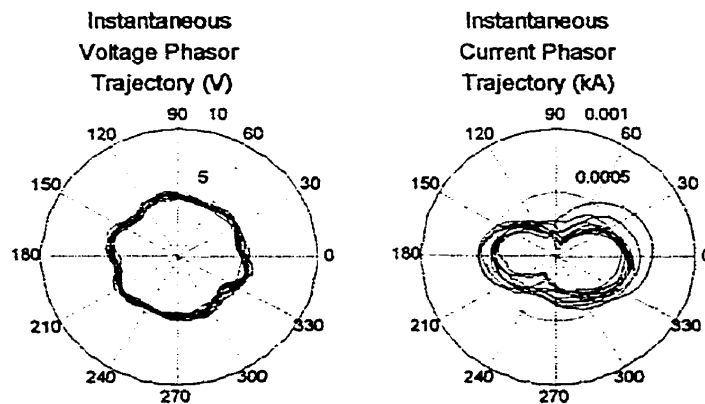 Instantaneous
Voltage Phasor
Trajectory (V)
90 10
120 60
5
150 30
180 0
210 330
240 300
270
Instantaneous
Current Phasor
Trajectory (kA)
90 0.001
120 60
0.0005
150 30
180 0
210 330
240 300
270